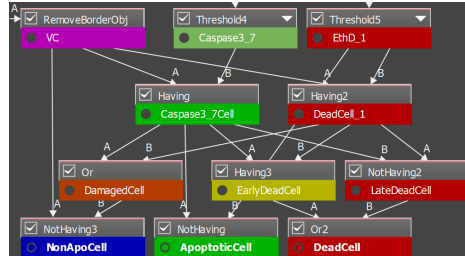 A
RemoveBorderObj
Threshold4
Threshold5
VC
Caspase3_7
EthD_1
A
B
A
B
Having
Having2
Caspase3_7Cell
DeadCell_1
A
B
A
B
B
A
Or
Having3
NotHaving2
DamagedCell
EarlyDeadCell
LateDeadCell
A
B
A
B
A
B
NotHaving3
NotHaving
Or2
NonApoCell
ApoptoticCell
DeadCell